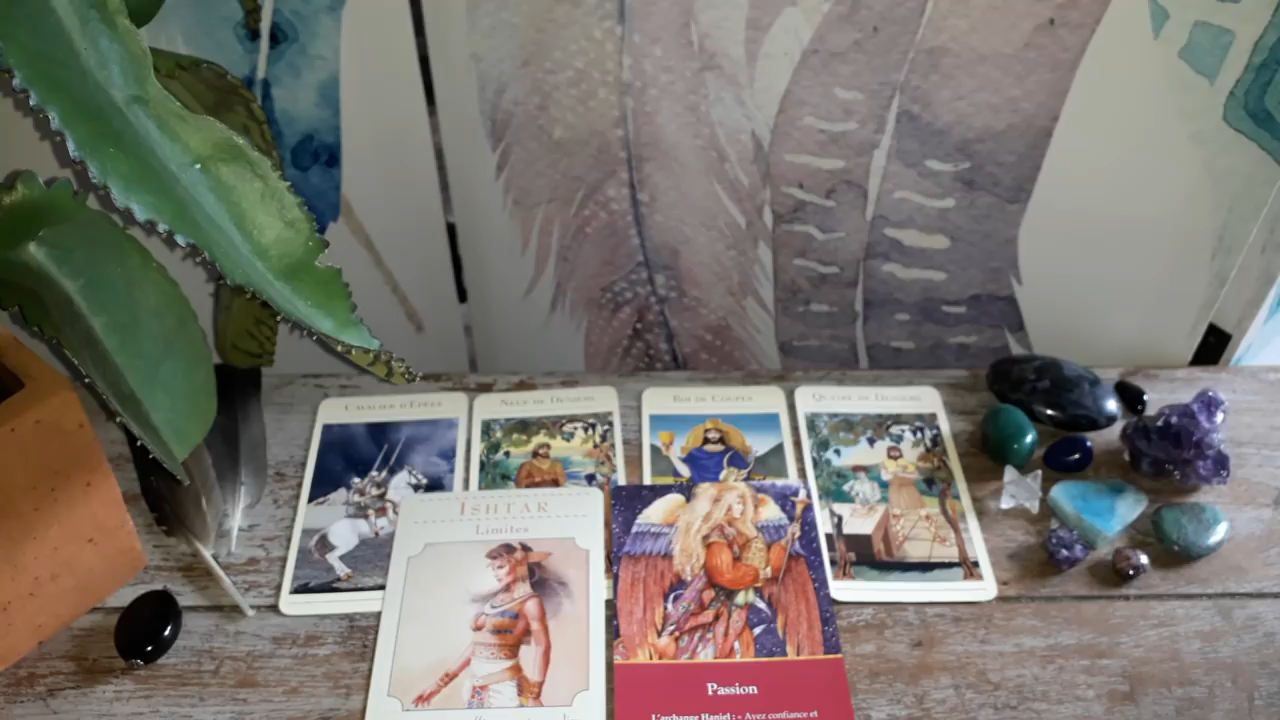 Cavalier d'Épées
Neuf de Deniers
Roi de Coupes
Quatre de Deniers
Ishtar
Limites
Passion
L'archange Haniel : « Ayez confiance et